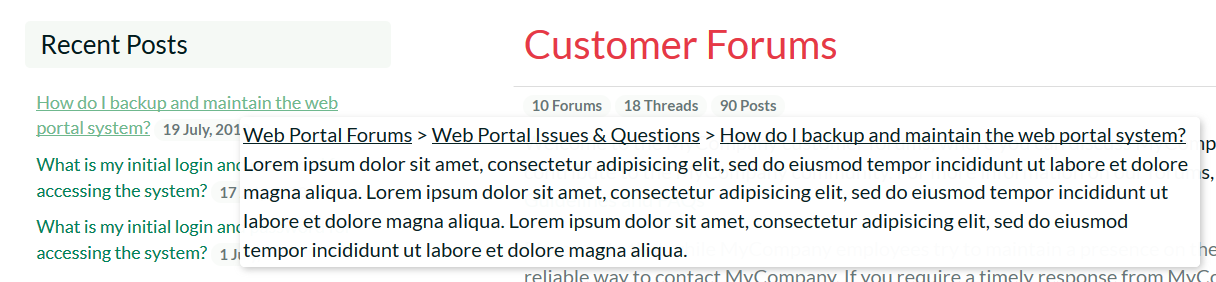 Recent Posts
How do I backup and maintain the web
portal system? 19 July, 201
What is my initial login and
accessing the system? 17
What is my initial login and
accessing the system? 1
Customer Forums
10 Forums 18 Threads 90 Posts
Web Portal Forums > Web Portal Issues & Questions > How do I backup and maintain the web portal system?
Lorem ipsum dolor sit amet, consectetur adipisicing elit, sed do eiusmod tempor incididunt ut labore et dolore
magna aliqua. Lorem ipsum dolor sit amet, consectetur adipisicing elit, sed do eiusmod tempor incididunt ut
labore et dolore magna aliqua. Lorem ipsum dolor sit amet, consectetur adipisicing elit, sed do eiusmod
tempor incididunt ut labore et dolore magna aliqua.
reliable way to contact MyCompany. If you require a timely response from MyCo